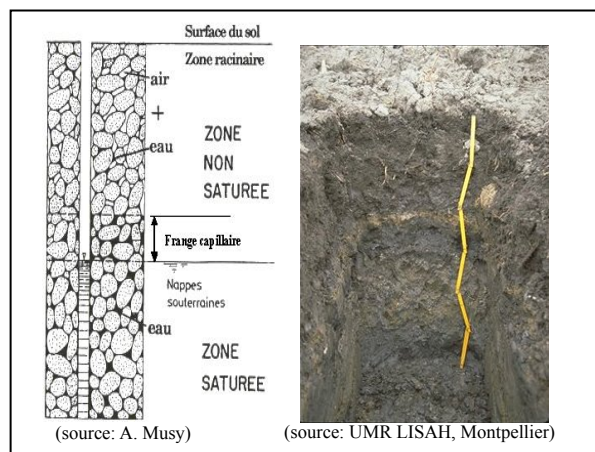 Surface du sol
Zone racinaire
air
+
eau
ZONE
NON
SATUREE
Frange capillaire
Nappes
souterraines
eau
ZONE
SATUREE
(source: A. Musy)
(source: UMR LISAH, Montpellier)